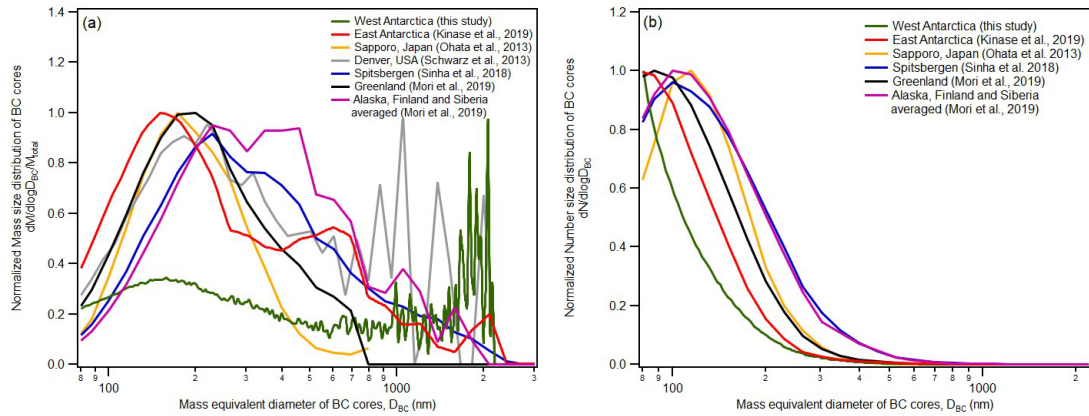 (a)
West Antarctica (this study)
East Antarctica (Kinase et al., 2019)
Sapporo, Japan (Ohata et al., 2013)
Denver, USA (Schwarz et al., 2013)
Spitsbergen (Sinha et al., 2018)
Greenland (Mori et al., 2019)
Alaska, Finland and Siberia
averaged (Mori et al., 2019)
Normalized Mass size distribution of BC cores
dM/dlogDBC/Mtotal
1.4
1.2
1.0
0.8
0.6
0.4
0.2
0.0
8 9 100 2 3 4 5 6 7 8 9 1000 2 3
Mass equivalent diameter of BC cores, DBC (nm)
(b)
West Antarctica (this study)
East Antarctica (Kinase et al., 2019)
Sapporo, Japan (Ohata et al., 2013)
Spitsbergen (Sinha et al. 2018)
Greenland (Mori et al., 2019)
Alaska, Finland and Siberia
averaged (Mori et al., 2019)
Normalized Number size distribution of BC cores
dN/dlogDBC
1.4
1.2
1.0
0.8
0.6
0.4
0.2
0.0
8 9 100 2 3 4 5 6 7 8 9 1000 2
Mass equivalent diameter of BC cores, DBC (nm)